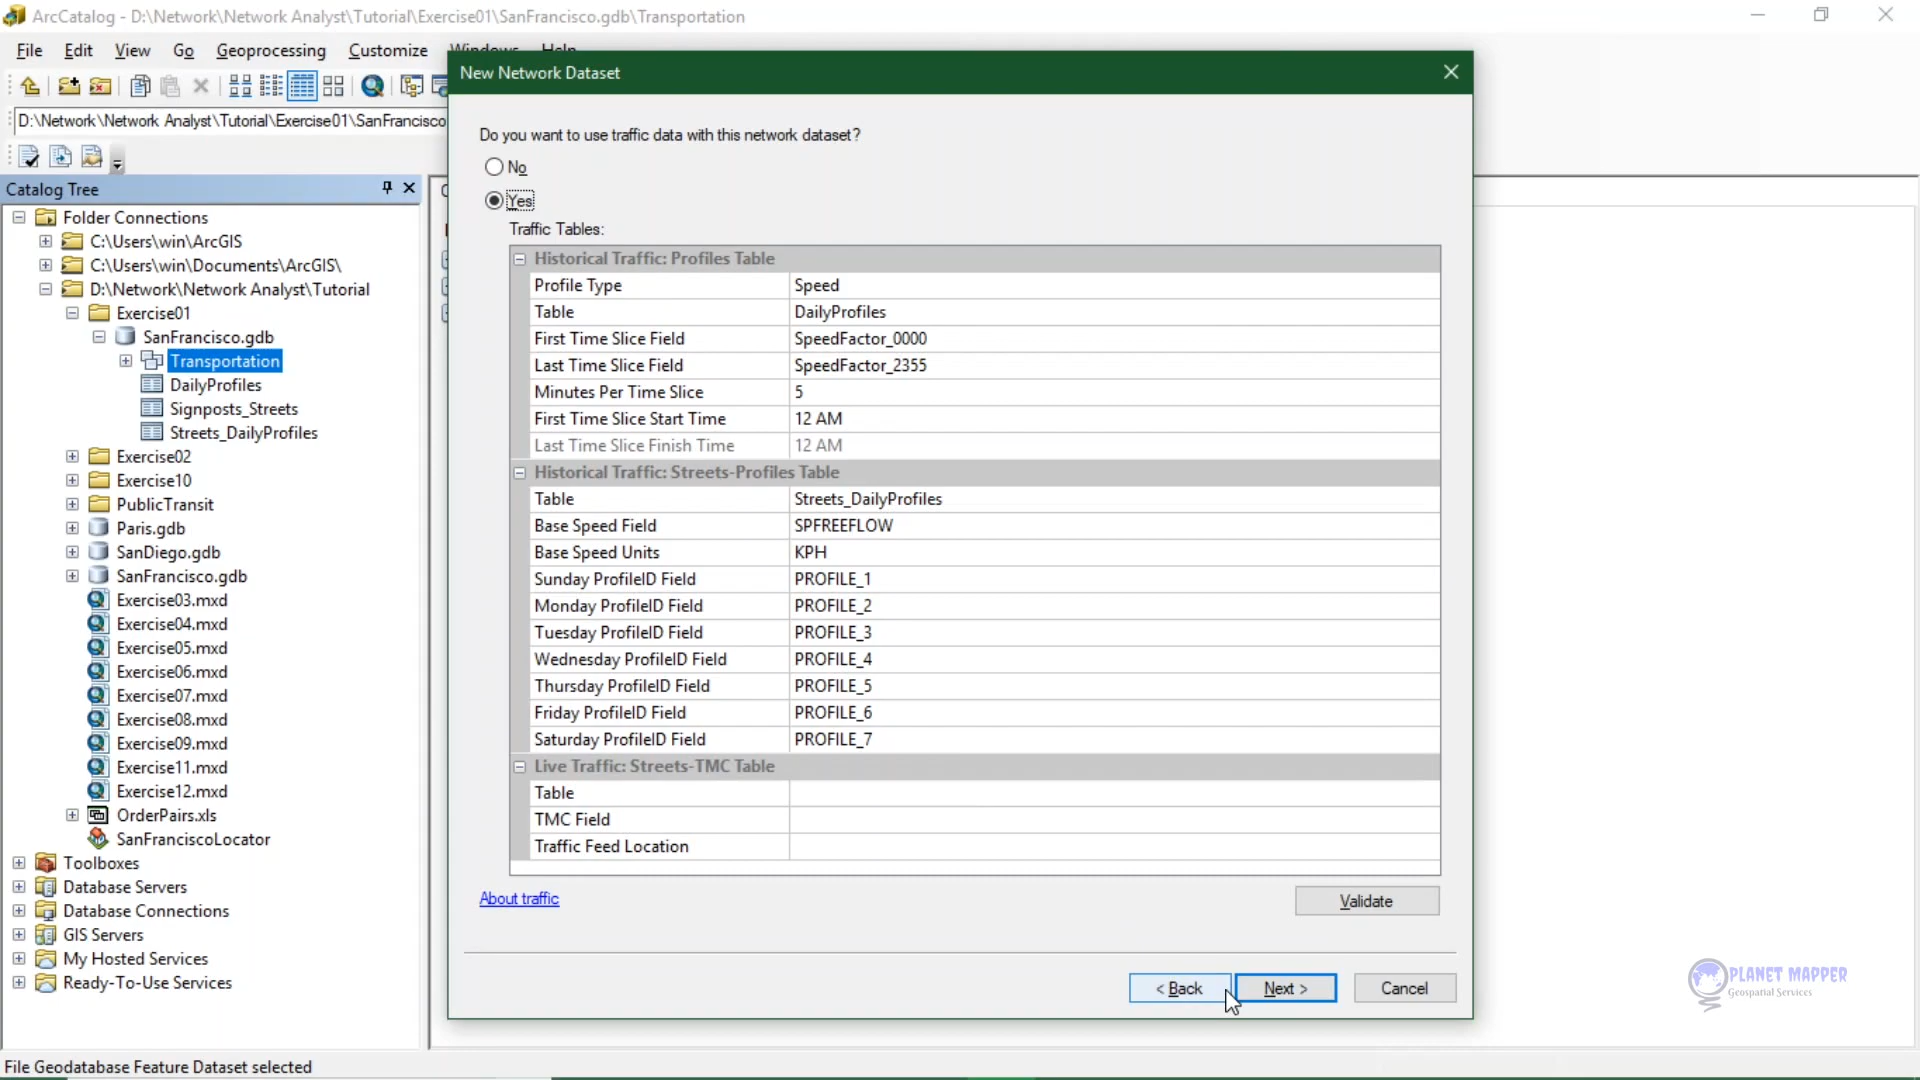 ArcCatalog - D:\Network\Network Analyst\Tutorial\Exercise01\SanFrancisco.gdb\Transportation
File Edit View Go Geoprocessing Customize Windows Help
D:\Network\Network Analyst\Tutorial\Exercise01\SanFrancisco
Catalog Tree
Folder Connections
C:\Users\win\ArcGIS
C:\Users\win\Documents\ArcGIS\
D:\Network\Network Analyst\Tutorial
Exercise01
SanFrancisco.gdb
Transportation
DailyProfiles
Signposts_Streets
Streets_DailyProfiles
Exercise02
Exercise10
PublicTransit
Paris.gdb
SanDiego.gdb
SanFrancisco.gdb
Exercise03.mxd
Exercise04.mxd
Exercise05.mxd
Exercise06.mxd
Exercise07.mxd
Exercise08.mxd
Exercise09.mxd
Exercise11.mxd
Exercise12.mxd
OrderPairs.xls
SanFranciscoLocator
Toolboxes
Database Servers
Database Connections
GIS Servers
My Hosted Services
Ready-To-Use Services
File Geodatabase Feature Dataset selected
New Network Dataset
Do you want to use traffic data with this network dataset?
No
Yes
Traffic Tables:
Historical Traffic: Profiles Table
Profile Type Speed
Table DailyProfiles
First Time Slice Field SpeedFactor_0000
Last Time Slice Field SpeedFactor_2355
Minutes Per Time Slice 5
First Time Slice Start Time 12 AM
Last Time Slice Finish Time 12 AM
Historical Traffic: Streets-Profiles Table
Table Streets_DailyProfiles
Base Speed Field SPFREEFLOW
Base Speed Units KPH
Sunday ProfileID Field PROFILE_1
Monday ProfileID Field PROFILE_2
Tuesday ProfileID Field PROFILE_3
Wednesday ProfileID Field PROFILE_4
Thursday ProfileID Field PROFILE_5
Friday ProfileID Field PROFILE_6
Saturday ProfileID Field PROFILE_7
Live Traffic: Streets-TMC Table
Table
TMC Field
Traffic Feed Location
About traffic
Validate
< Back Next > Cancel
PLANET MAPPER
Geospatial Services